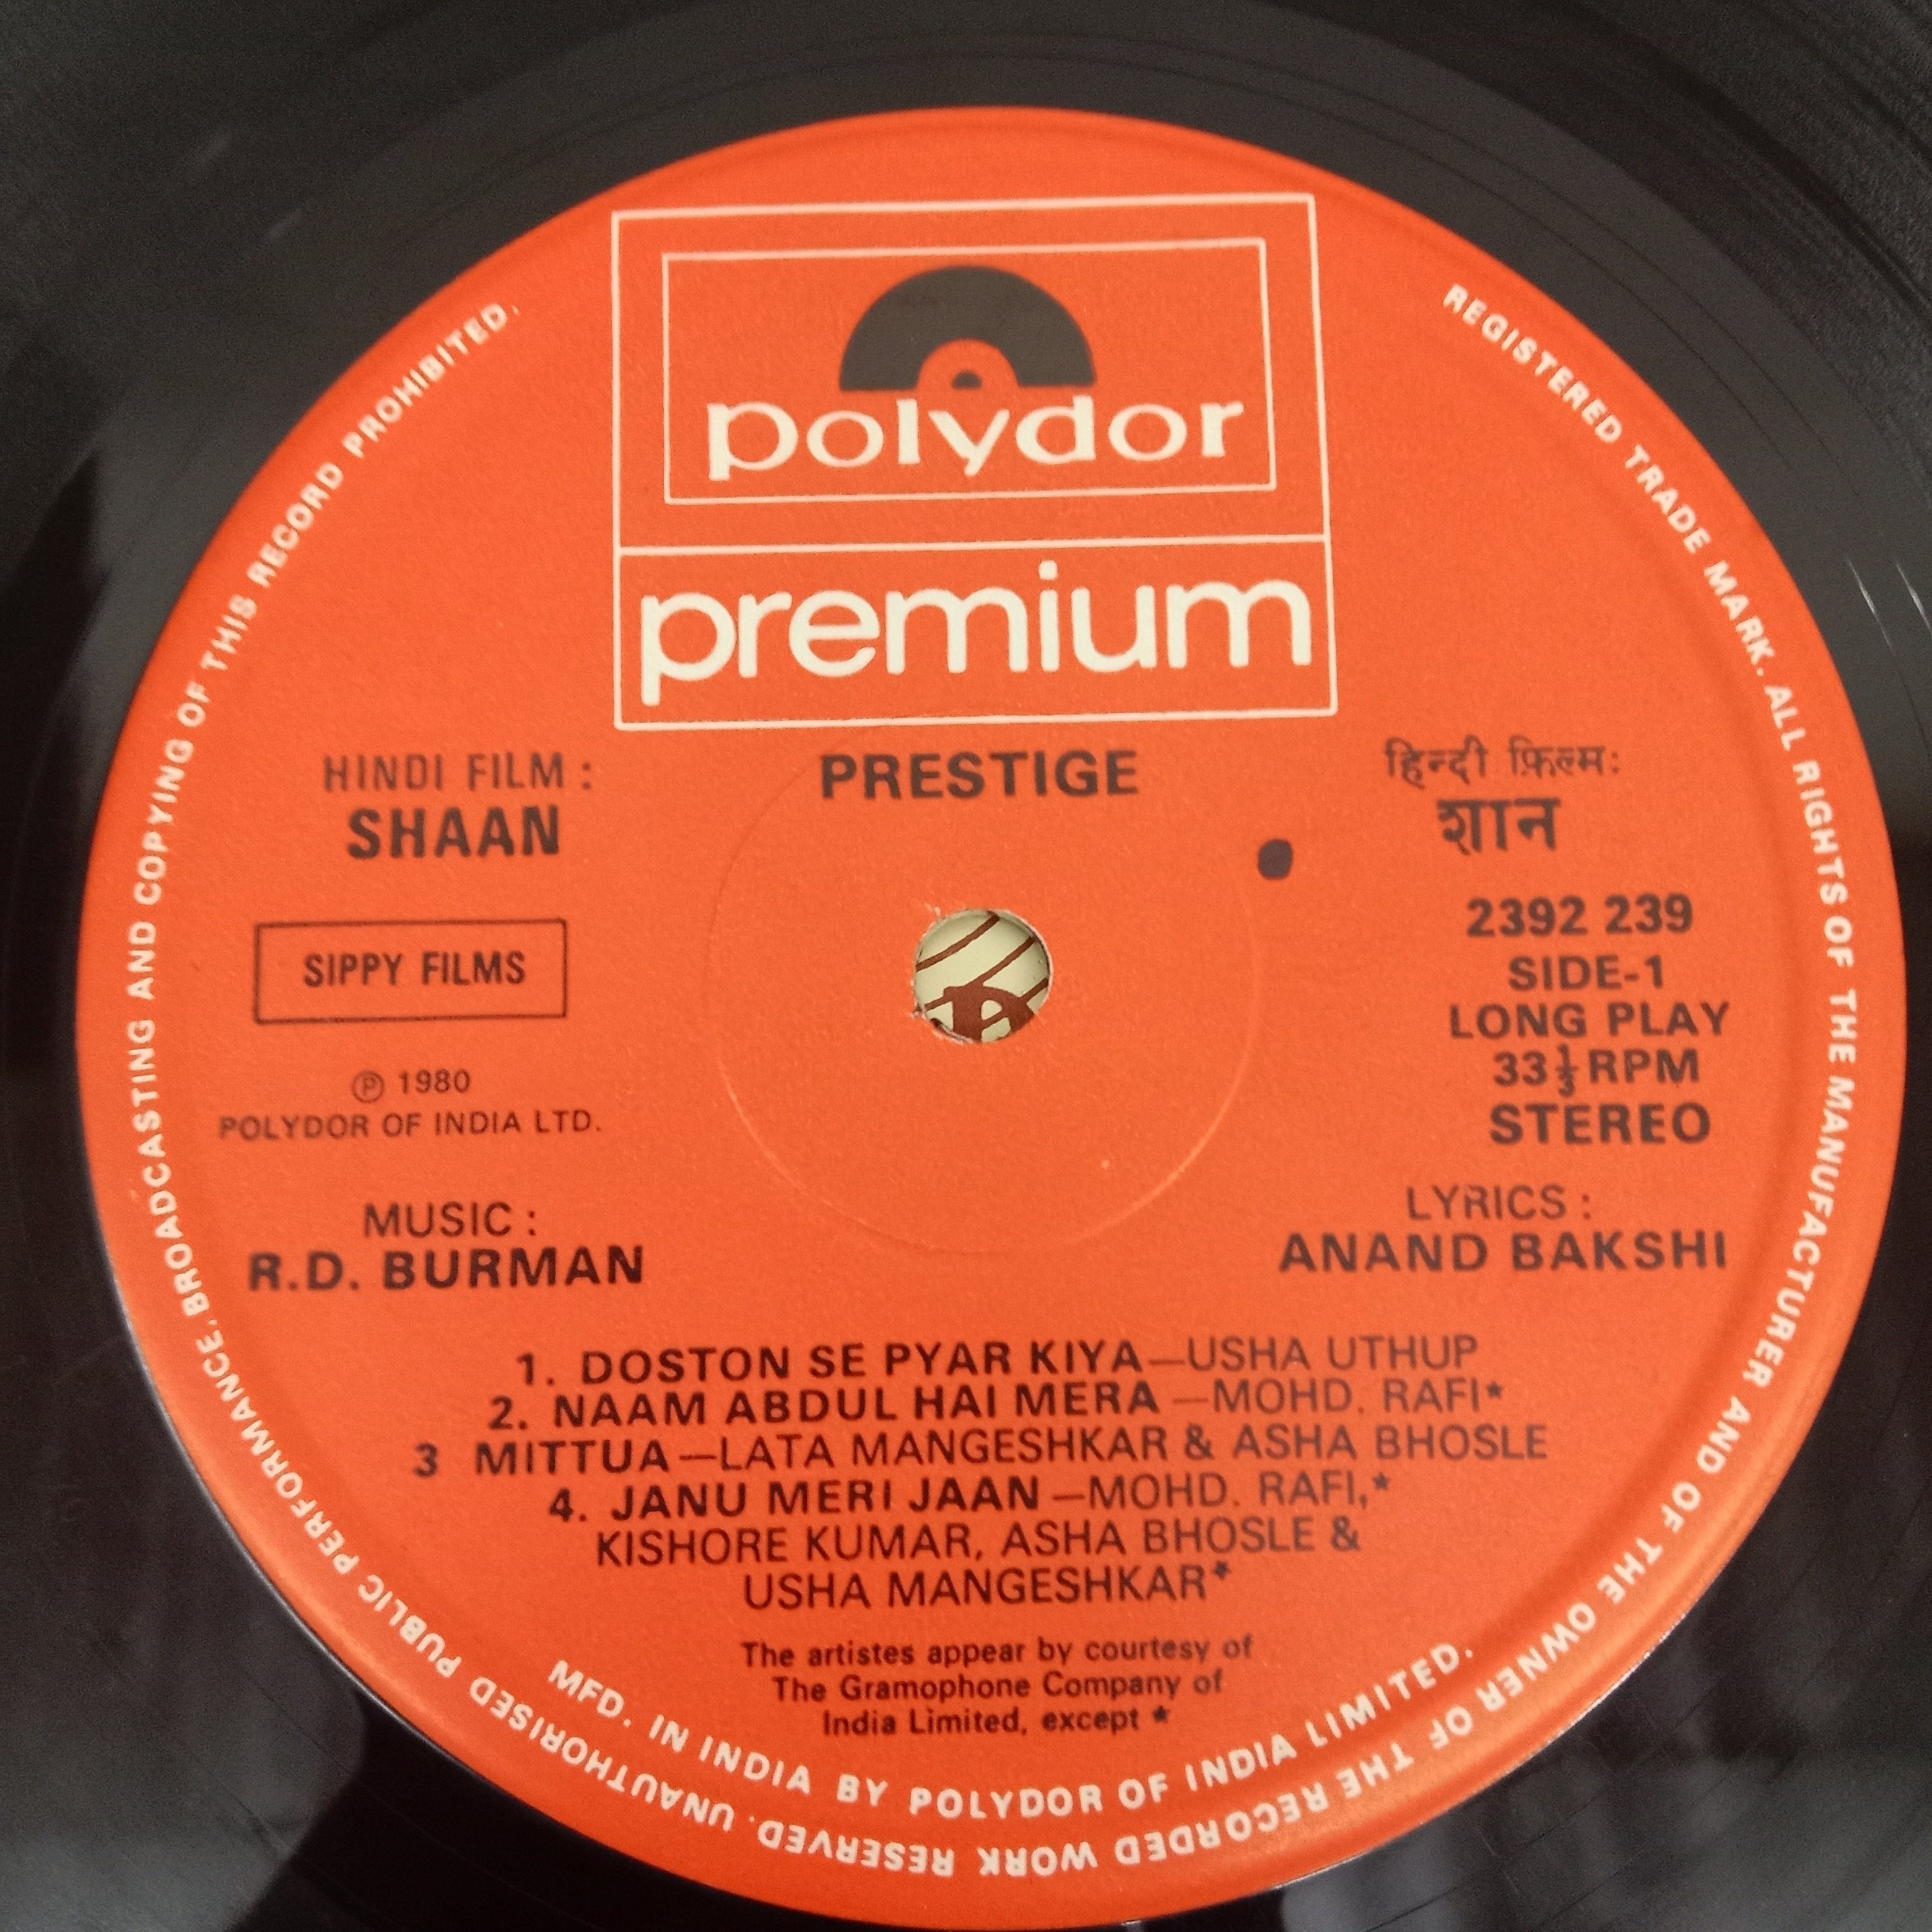 polydor
premium
PRESTIGE
HINDI FILM :
SHAAN
SIPPY FILMS
Ⓟ 1980
POLYDOR OF INDIA LTD.
हिन्दी फ़िल्म:
शान
2392 239
SIDE-1
LONG PLAY
33⅓ RPM
STEREO
MUSIC :
R.D. BURMAN
LYRICS :
ANAND BAKSHI
1. DOSTON SE PYAR KIYA—USHA UTHUP
2. NAAM ABDUL HAI MERA —MOHD. RAFI★
3 MITTUA —LATA MANGESHKAR & ASHA BHOSLE
4. JANU MERI JAAN —MOHD. RAFI,★
KISHORE KUMAR, ASHA BHOSLE &
USHA MANGESHKAR★
The artistes appear by courtesy of
The Gramophone Company of
India Limited, except ★
MFD. IN INDIA BY POLYDOR OF INDIA LIMITED.
REGISTERED TRADE MARK. ALL RIGHTS OF THE MANUFACTURER AND OF THE OWNER OF THE RECORDED WORK RESERVED. UNAUTHORISED PUBLIC PERFORMANCE, BROADCASTING AND COPYING OF THIS RECORD PROHIBITED.